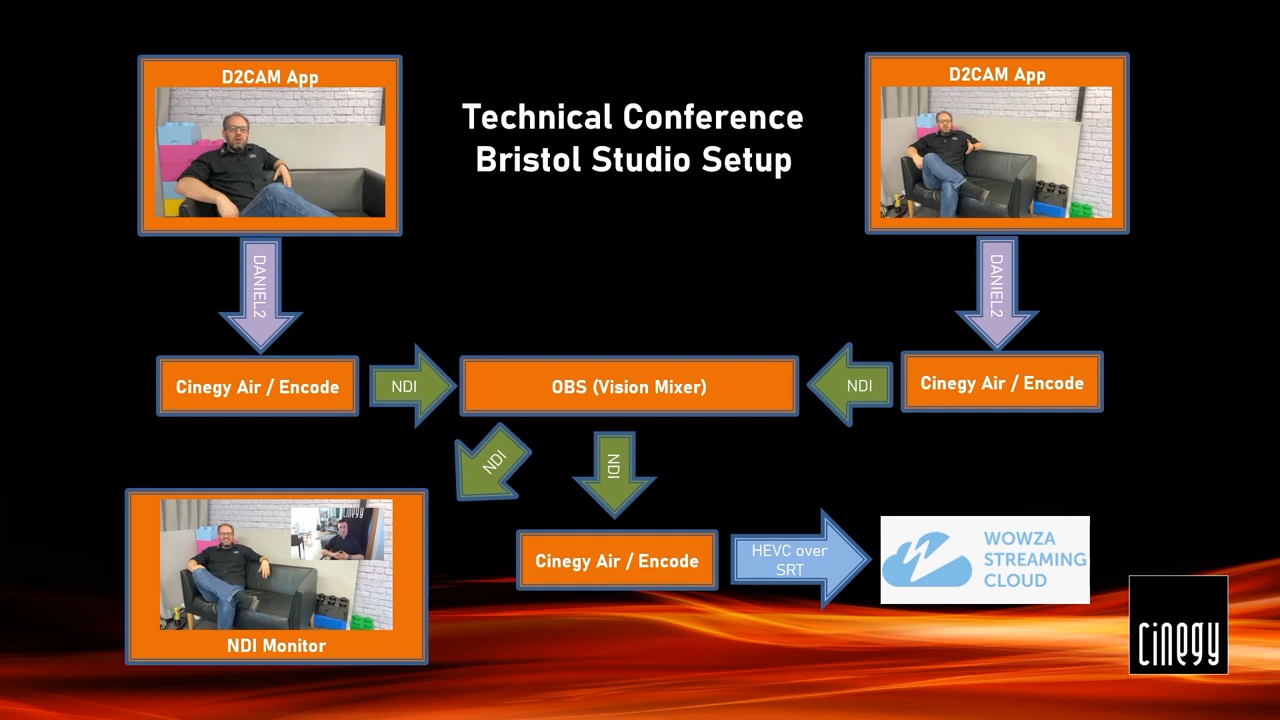 D2CAM App
D2CAM App
Technical Conference
Bristol Studio Setup
DANIEL2
DANIEL2
Cinegy Air / Encode
NDI
OBS (Vision Mixer)
NDI
Cinegy Air / Encode
NDI
NDI
cinegy
Cinegy Air / Encode
HEVC over
SRT
WOWZA
STREAMING
CLOUD
NDI Monitor
cinegy